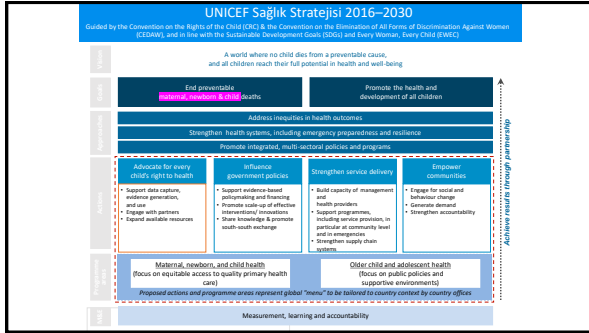 UNICEF Sağlık Stratejisi 2016–2030
Guided by the Convention on the Rights of the Child (CRC) & the Convention on the Elimination of All Forms of Discrimination Against Women
(CEDAW), and in line with the Sustainable Development Goals (SDGs) and Every Woman, Every Child (EWEC)
Vision
A world where no child dies from a preventable cause,
and all children reach their full potential in health and well-being
Goals
End preventable
maternal, newborn & child deaths
Promote the health and
development of all children
Approaches
Address inequities in health outcomes
Strengthen health systems, including emergency preparedness and resilience
Promote integrated, multi-sectoral policies and programs
Actions
Advocate for every
child's right to health
• Support data capture,
evidence generation,
and use
• Engage with partners
• Expand available resources
Influence
government policies
• Support evidence-based
policymaking and financing
• Promote scale-up of effective
interventions/ innovations
• Share knowledge & promote
south-south exchange
Strengthen service delivery
• Build capacity of management
and
health providers
• Support programmes,
including service provision, in
particular at community level
and in emergencies
• Strengthen supply chain
systems
Empower
communities
• Engage for social and
behaviour change
• Generate demand
• Strengthen accountability
Programme
areas
Maternal, newborn, and child health
(focus on equitable access to quality primary health
care)
Older child and adolescent health
(focus on public policies and
supportive environments)
Proposed actions and programme areas represent global "menu" to be tailored to country context by country offices
M&E
Measurement, learning and accountability
Achieve results through partnership